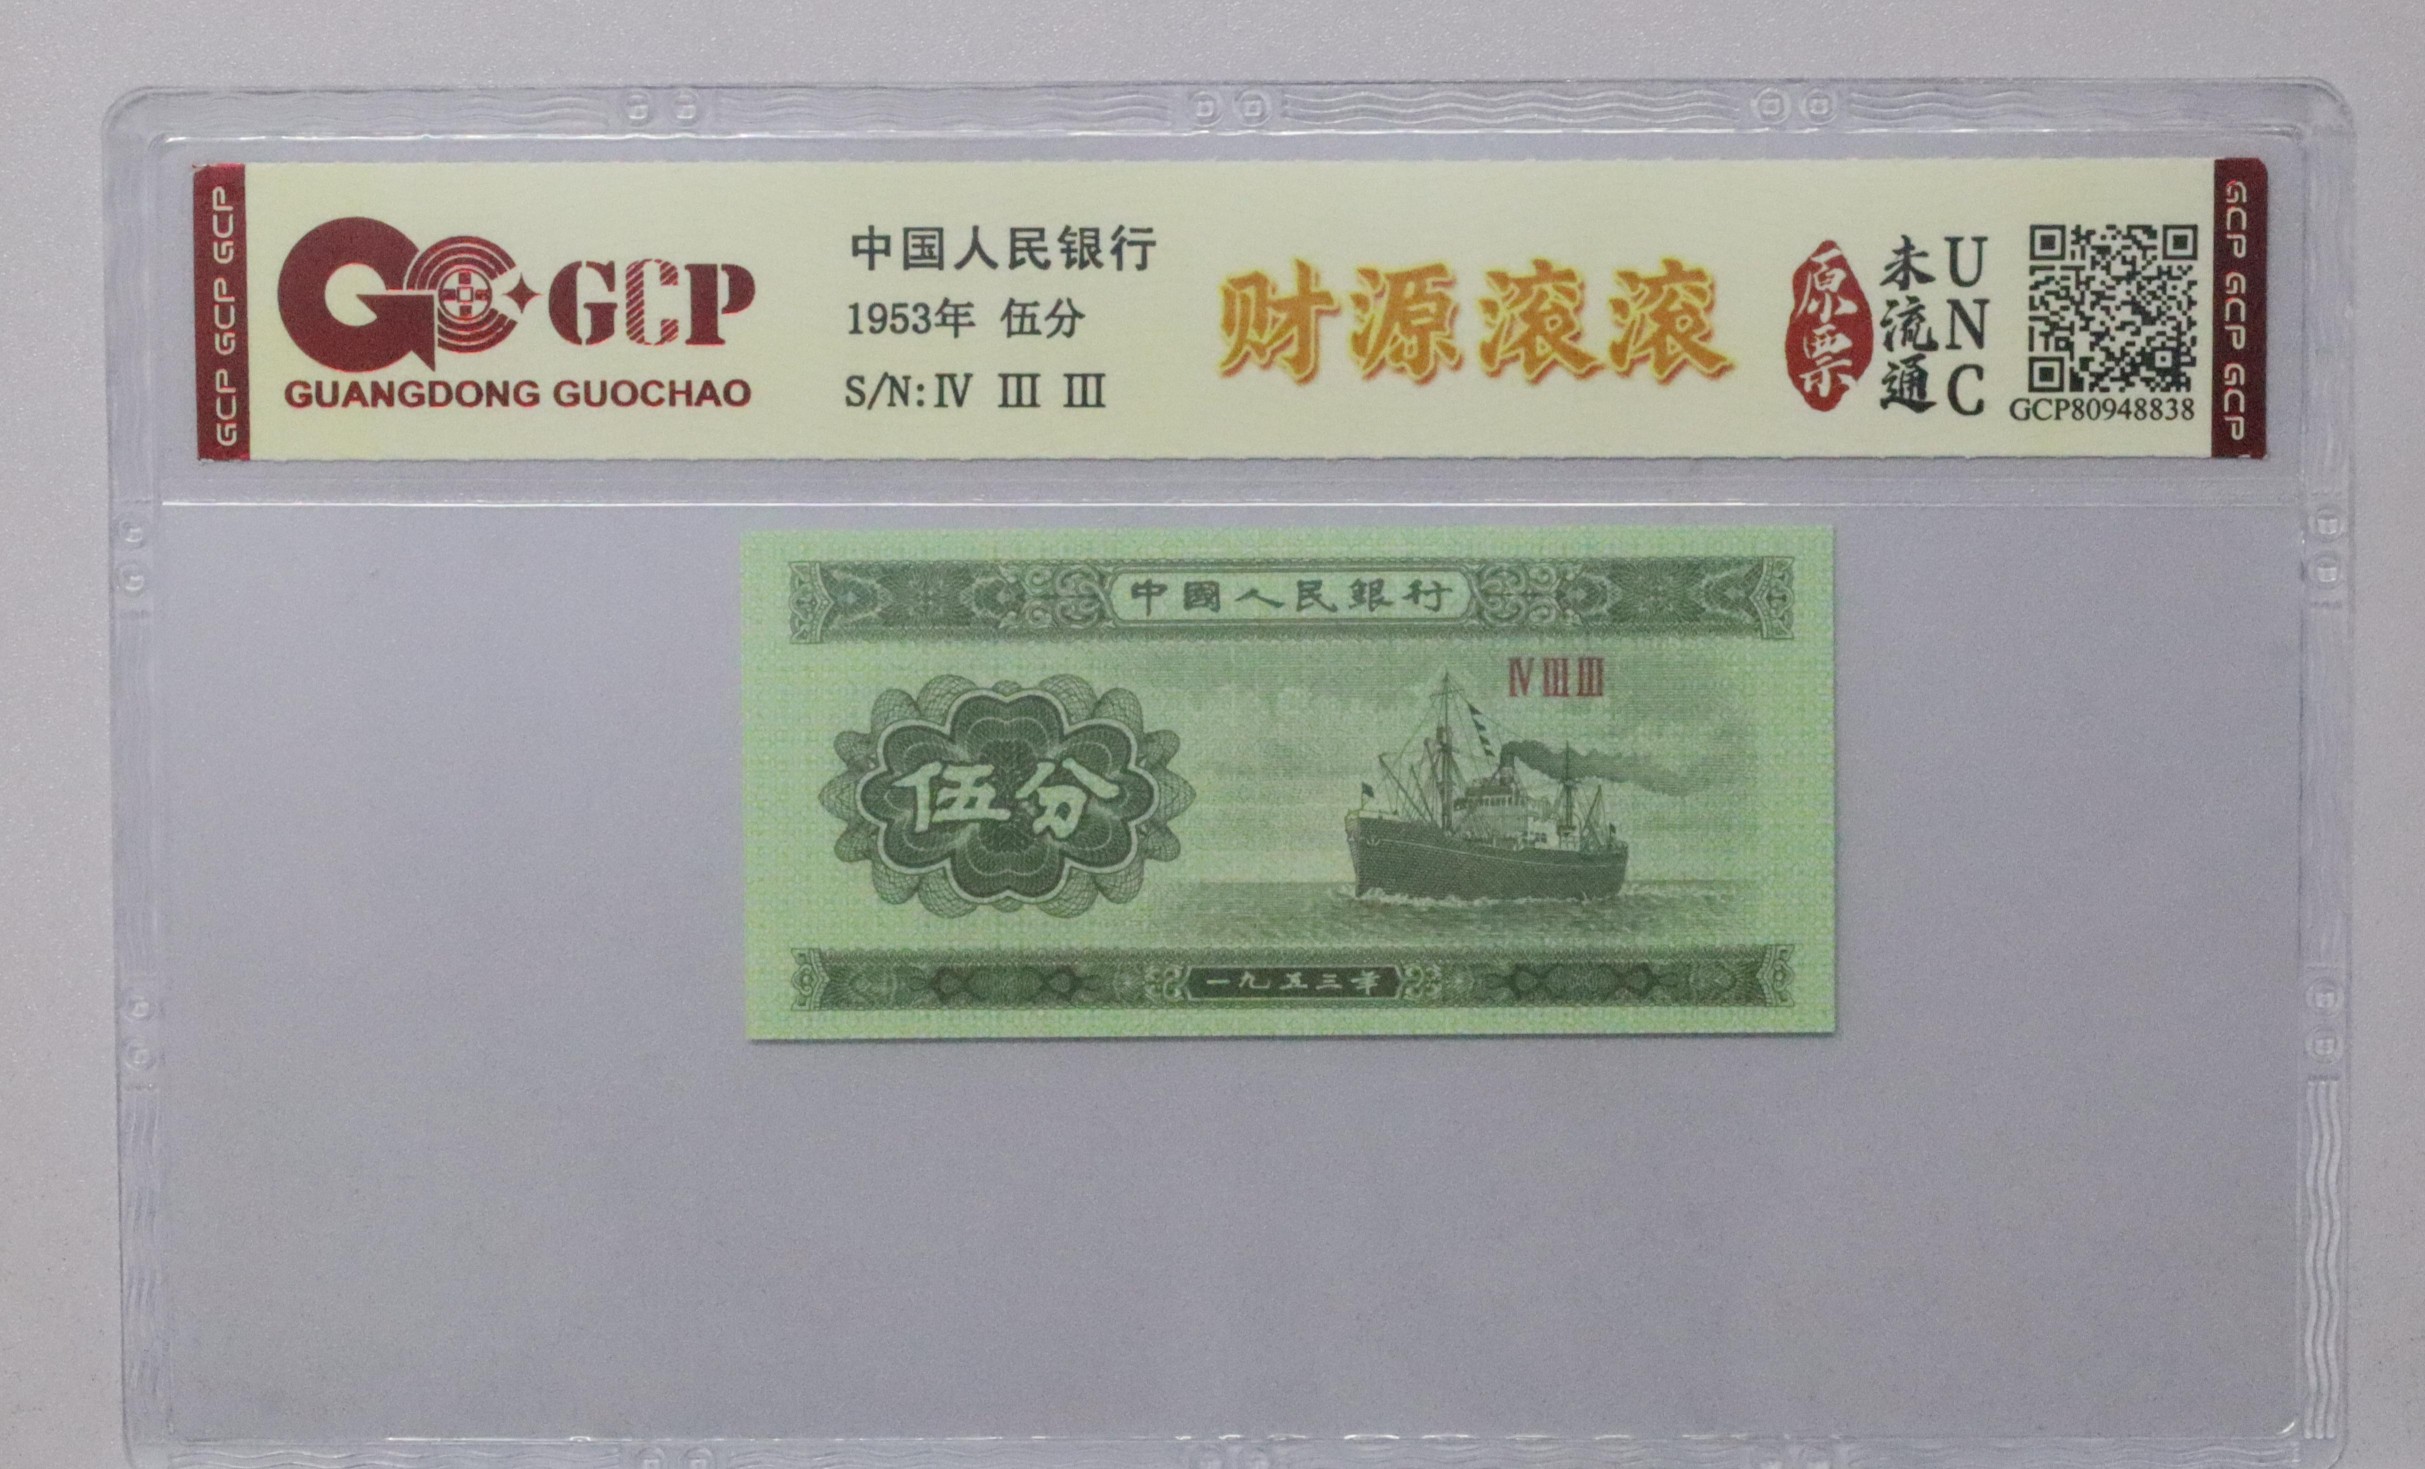 GCP GCP GCP
GCP
GUANGDONG GUOCHAO
中国人民银行
1953年 伍分
S/N: Ⅳ Ⅲ Ⅲ
财源滚滚
原票
未流通
UNC
GCP80948838
GCP GCP GCP
中國人民銀行
Ⅳ Ⅲ Ⅲ
伍分
一九五三年